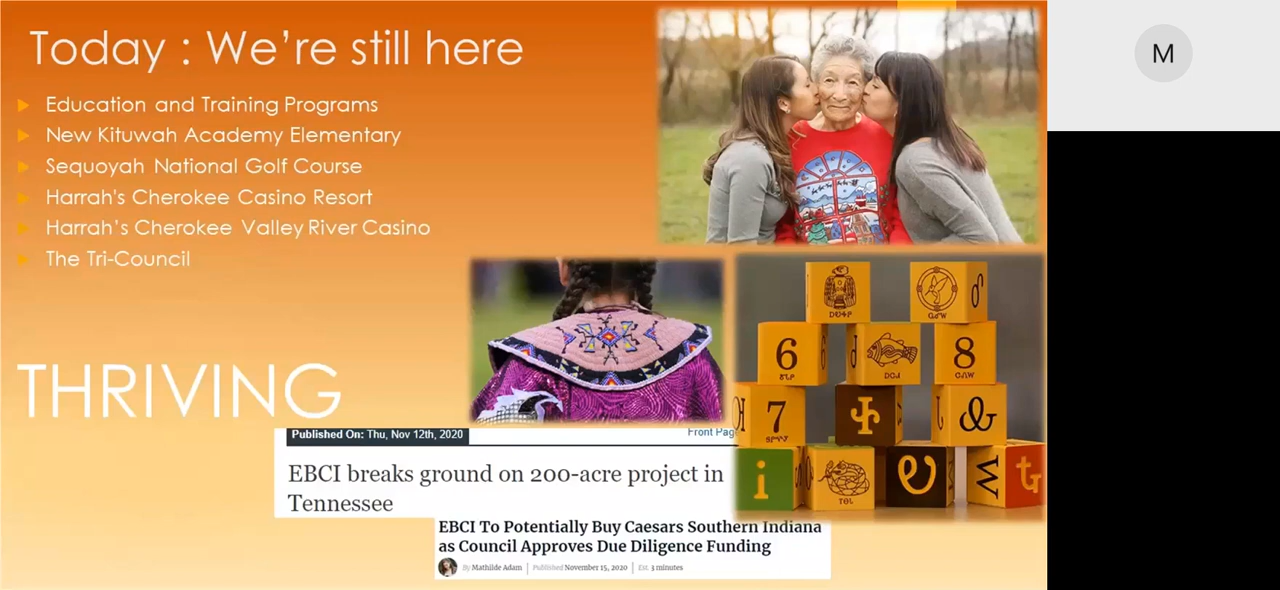 Today : We're still here
Education and Training Programs
New Kituwah Academy Elementary
Sequoyah National Golf Course
Harrah's Cherokee Casino Resort
Harrah's Cherokee Valley River Casino
The Tri-Council
THRIVING
Published On: Thu, Nov 12th, 2020
EBCI breaks ground on 200-acre project in
Tennessee
EBCI To Potentially Buy Caesars Southern Indiana
as Council Approves Due Diligence Funding
By Mathilde Adam | Published November 15, 2020 | Est. 3 minutes
M
6
8
7